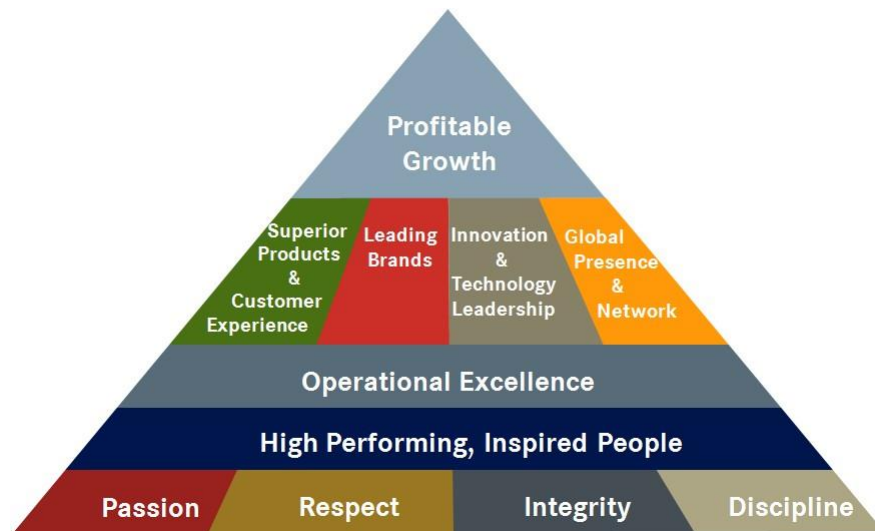 Profitable
Growth
Superior
Products
&
Customer
Experience
Leading
Brands
Innovation
&
Technology
Leadership
Global
Presence
&
Network
Operational Excellence
High Performing, Inspired People
Passion
Respect
Integrity
Discipline